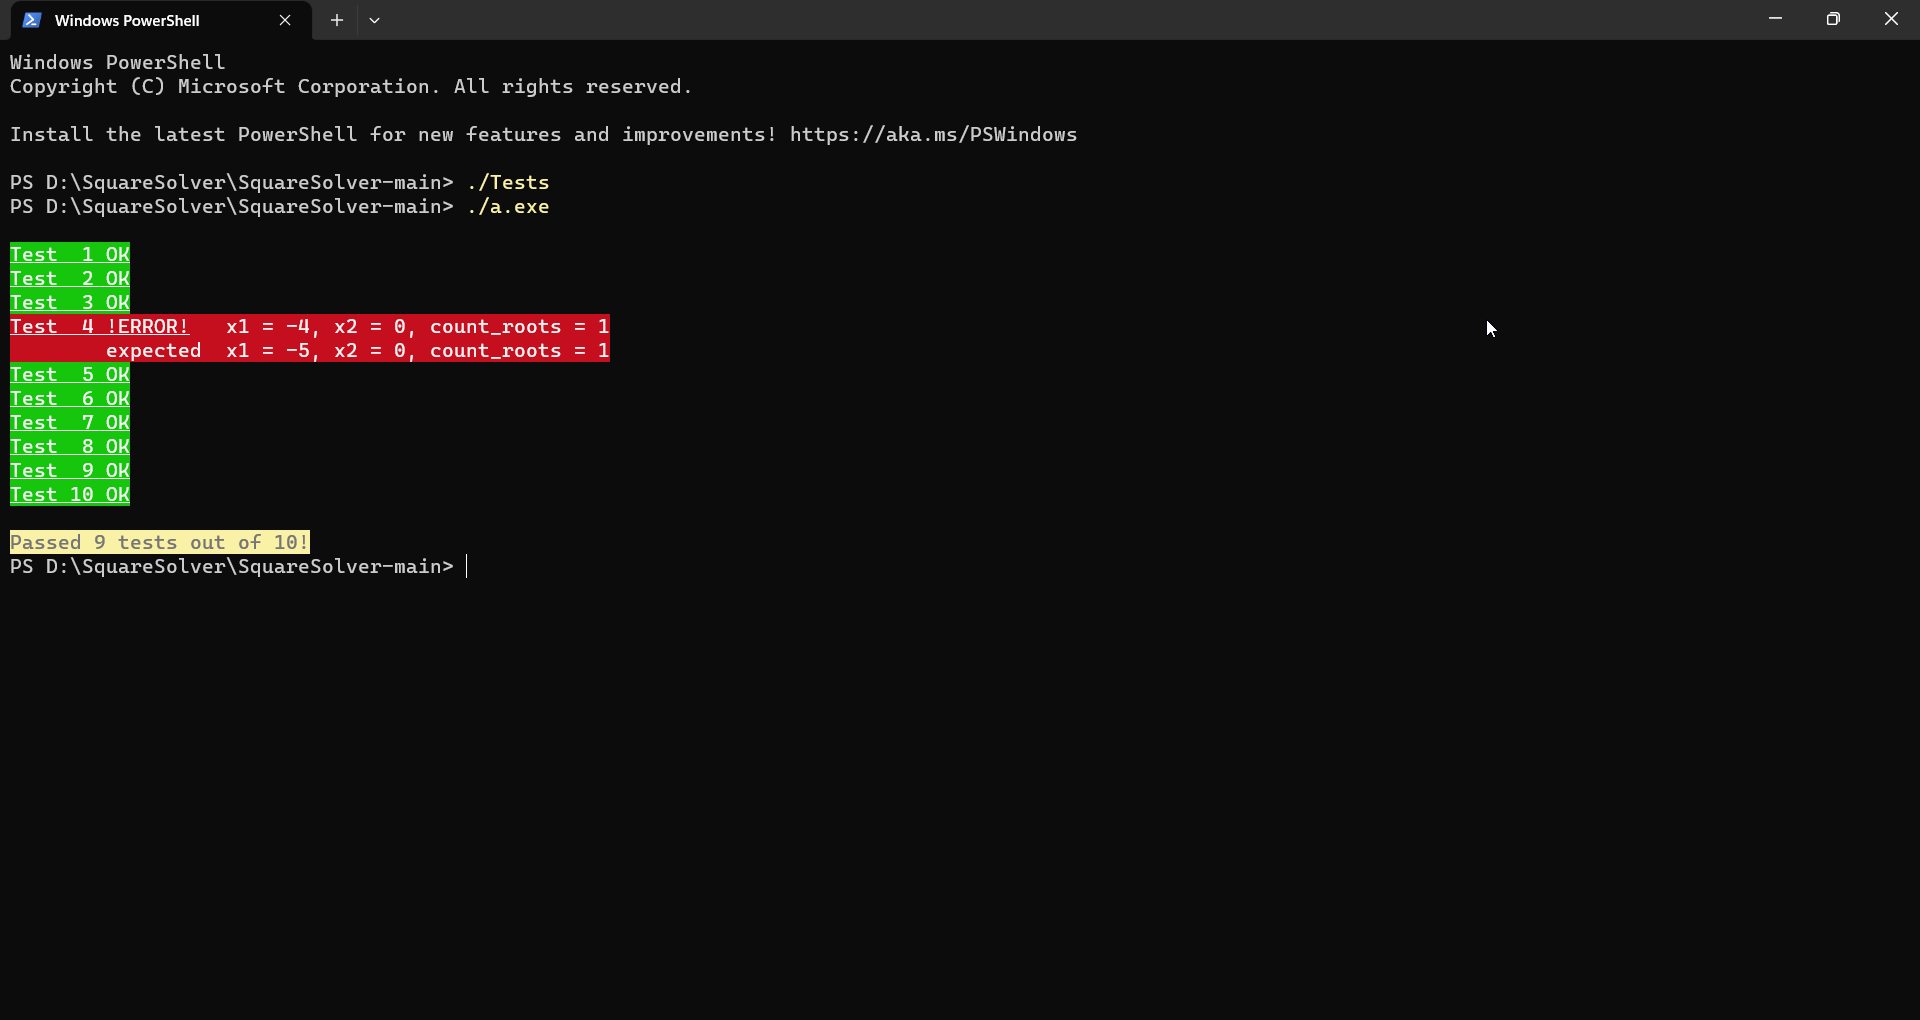 Windows PowerShell
Windows PowerShell
Copyright (C) Microsoft Corporation. All rights reserved.
Install the latest PowerShell for new features and improvements! https://aka.ms/PSWindows
PS D:\SquareSolver\SquareSolver-main> ./Tests
PS D:\SquareSolver\SquareSolver-main> ./a.exe
Test  1 OK
Test  2 OK
Test  3 OK
Test  4 !ERROR!   x1 = -4, x2 = 0, count_roots = 1
        expected  x1 = -5, x2 = 0, count_roots = 1
Test  5 OK
Test  6 OK
Test  7 OK
Test  8 OK
Test  9 OK
Test 10 OK
Passed 9 tests out of 10!
PS D:\SquareSolver\SquareSolver-main>